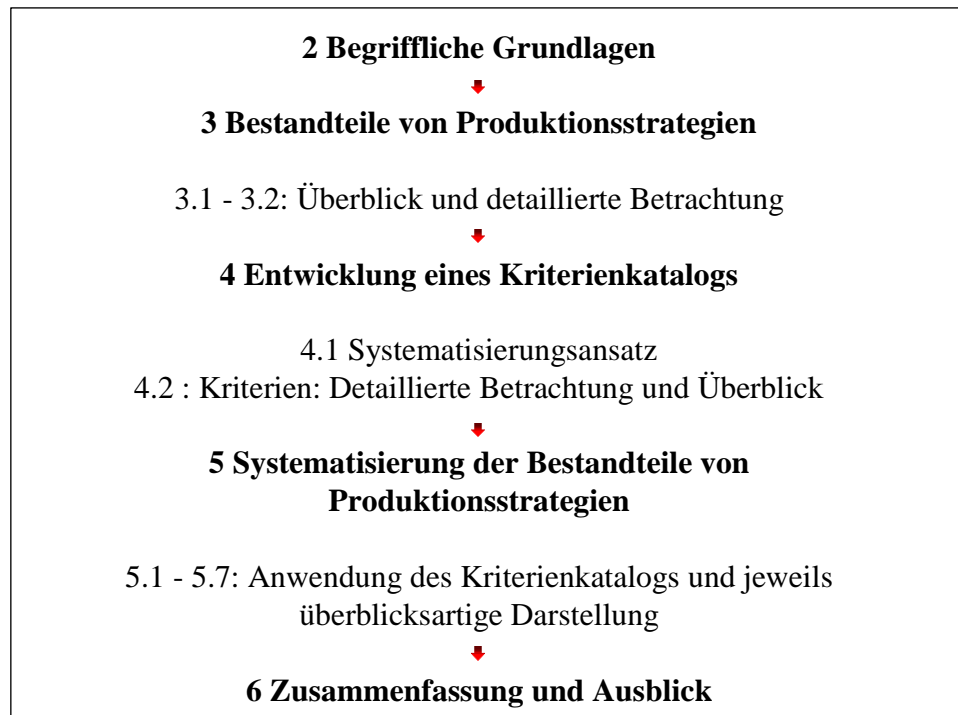 2 Begriffliche Grundlagen
3 Bestandteile von Produktionsstrategien
3.1 - 3.2: Überblick und detaillierte Betrachtung
4 Entwicklung eines Kriterienkatalogs
4.1 Systematisierungsansatz
4.2 : Kriterien: Detaillierte Betrachtung und Überblick
5 Systematisierung der Bestandteile von
Produktionsstrategien
5.1 - 5.7: Anwendung des Kriterienkatalogs und jeweils
überblicksartige Darstellung
6 Zusammenfassung und Ausblick